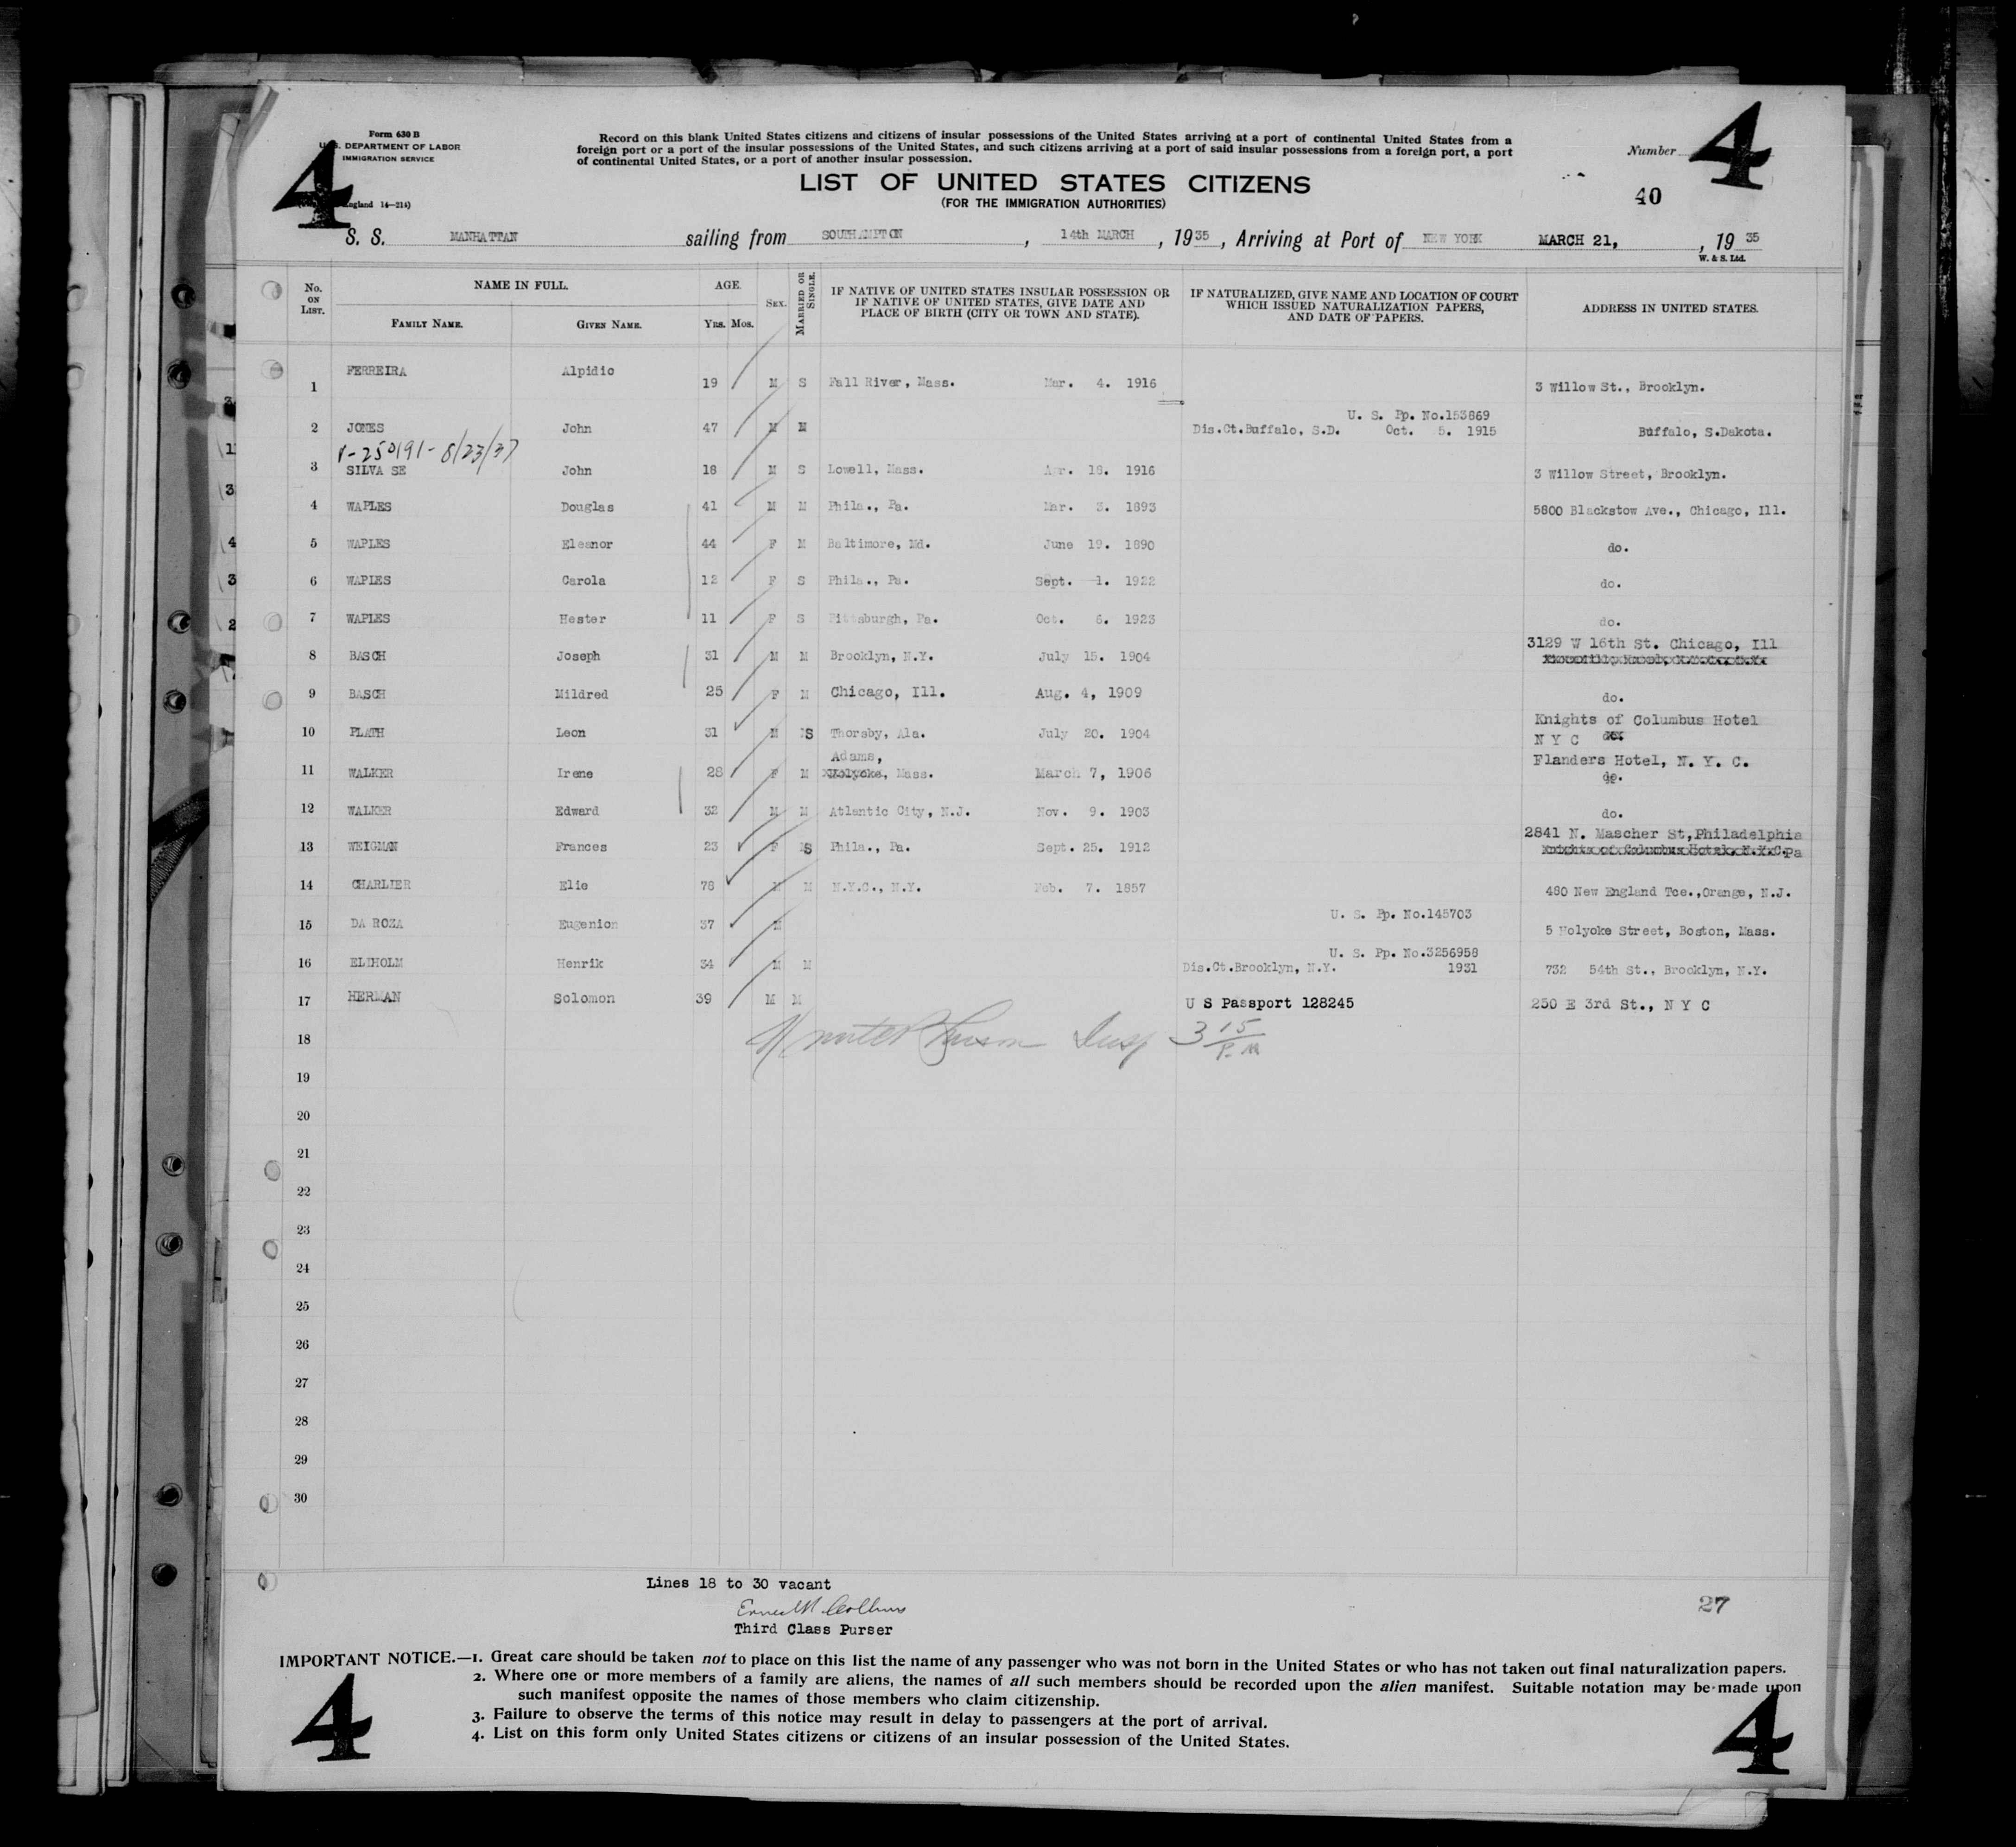 Form 630 B
DEPARTMENT OF LABOR
IMMIGRATION SERVICE
4
Record on this blank United States citizens and citizens of insular possessions of the United States arriving at a port of continental United States from a
foreign port or a port of the insular possessions of the United States, and such citizens arriving at a port of said insular possessions from a foreign port, a port
of continental United States, or a port of another insular possession.
Number
4
40
LIST OF UNITED STATES CITIZENS
(FOR THE IMMIGRATION AUTHORITIES)
S. S. MANHATTAN sailing from SOUTHAMPTON, 14th MARCH, 1935, Arriving at Port of NEW YORK MARCH 21, , 19 35
W. & S. Ltd.
No. ON LIST. NAME IN FULL. FAMILY NAME. GIVEN NAME. AGE. YRS. MOS. SEX. MARRIED OR SINGLE. IF NATIVE OF UNITED STATES INSULAR POSSESSION OR IF NATIVE OF UNITED STATES, GIVE DATE AND PLACE OF BIRTH (CITY OR TOWN AND STATE). IF NATURALIZED, GIVE NAME AND LOCATION OF COURT WHICH ISSUED NATURALIZATION PAPERS, AND DATE OF PAPERS. ADDRESS IN UNITED STATES.
1 FERREIRA Alpidio 19 M S Fall River, Mass. Mar. 4. 1916 3 Willow St., Brooklyn.
U. S. Pp. No.153869
2 JONES John 47 M M Dis.Ct.Buffalo, S.D. Oct. 5. 1915 Buffalo, S.Dakota.
V-250191-8/23/37
3 SILVA SE John 18 M S Lowell, Mass. Apr. 18. 1916 3 Willow Street, Brooklyn.
4 WAPLES Douglas 41 M M Phila., Pa. Mar. 3. 1893 5800 Blackstow Ave., Chicago, Ill.
5 WAPLES Eleanor 44 F M Baltimore, Md. June 19. 1890 do.
6 WAPLES Carola 12 F S Phila., Pa. Sept. 1. 1922 do.
7 WAPLES Hester 11 F S Pittsburgh, Pa. Oct. 6. 1923 do.
3129 W 16th St. Chicago, Ill
8 BASCH Joseph 31 M M Brooklyn, N.Y. July 15. 1904
9 BASCH Mildred 25 F M Chicago, Ill. Aug. 4, 1909 do.
Knights of Columbus Hotel
10 PLATH Leon 31 M S Thorsby, Ala. July 20. 1904 N Y C
Adams,
Flanders Hotel, N. Y. C.
11 WALKER Irene 28 F M Holyoke, Mass. March 7, 1906 do.
12 WALKER Edward 32 M M Atlantic City, N.J. Nov. 9. 1903 do.
2841 N. Mascher St,Philadelphia
13 WEIGMAN Frances 23 F S Phila., Pa. Sept. 25. 1912 Knights of Columbus Hotel, N.Y.C. Pa
14 CHARLIER Elie 78 M M N.Y.C., N.Y. Feb. 7. 1857 480 New England Tce.,Orange, N.J.
U. S. Pp. No.145703
15 DA ROZA Eugenion 37 M 5 Holyoke Street, Boston, Mass.
U. S. Pp. No.3256958
16 ELIHOLM Henrik 34 M M Dis.Ct.Brooklyn, N.Y. 1931 732 54th St., Brooklyn, N.Y.
17 HERMAN Solomon 39 M M U S Passport 128245 250 E 3rd St., N Y C
18 Insp 3 15 P.M
19
20
21
22
23
24
25
26
27
28
29
30
Lines 18 to 30 vacant
Third Class Purser
27
IMPORTANT NOTICE.—1. Great care should be taken not to place on this list the name of any passenger who was not born in the United States or who has not taken out final naturalization papers.
2. Where one or more members of a family are aliens, the names of all such members should be recorded upon the alien manifest. Suitable notation may be made upon
such manifest opposite the names of those members who claim citizenship.
3. Failure to observe the terms of this notice may result in delay to passengers at the port of arrival.
4. List on this form only United States citizens or citizens of an insular possession of the United States.
4
4